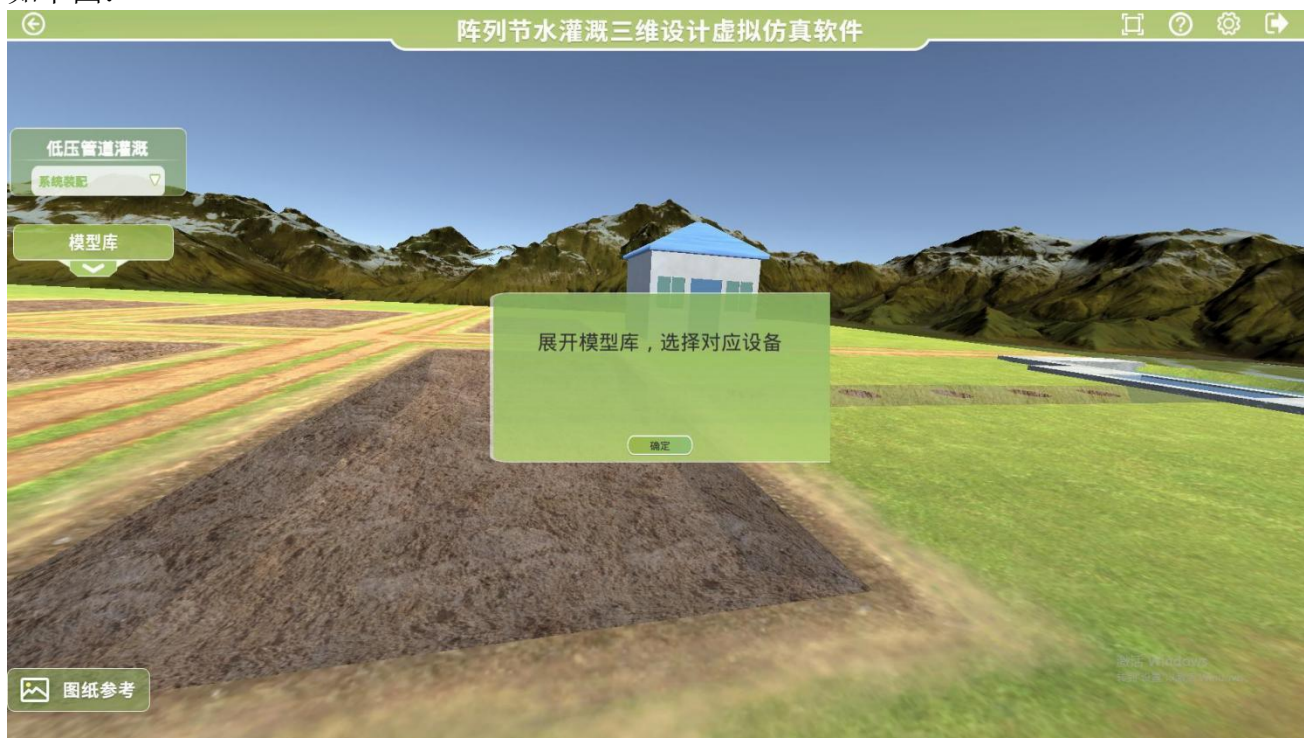 阵列节水灌溉三维设计虚拟仿真软件
低压管道灌溉
系统装配
模型库
展开模型库，选择对应设备
确定
图纸参考